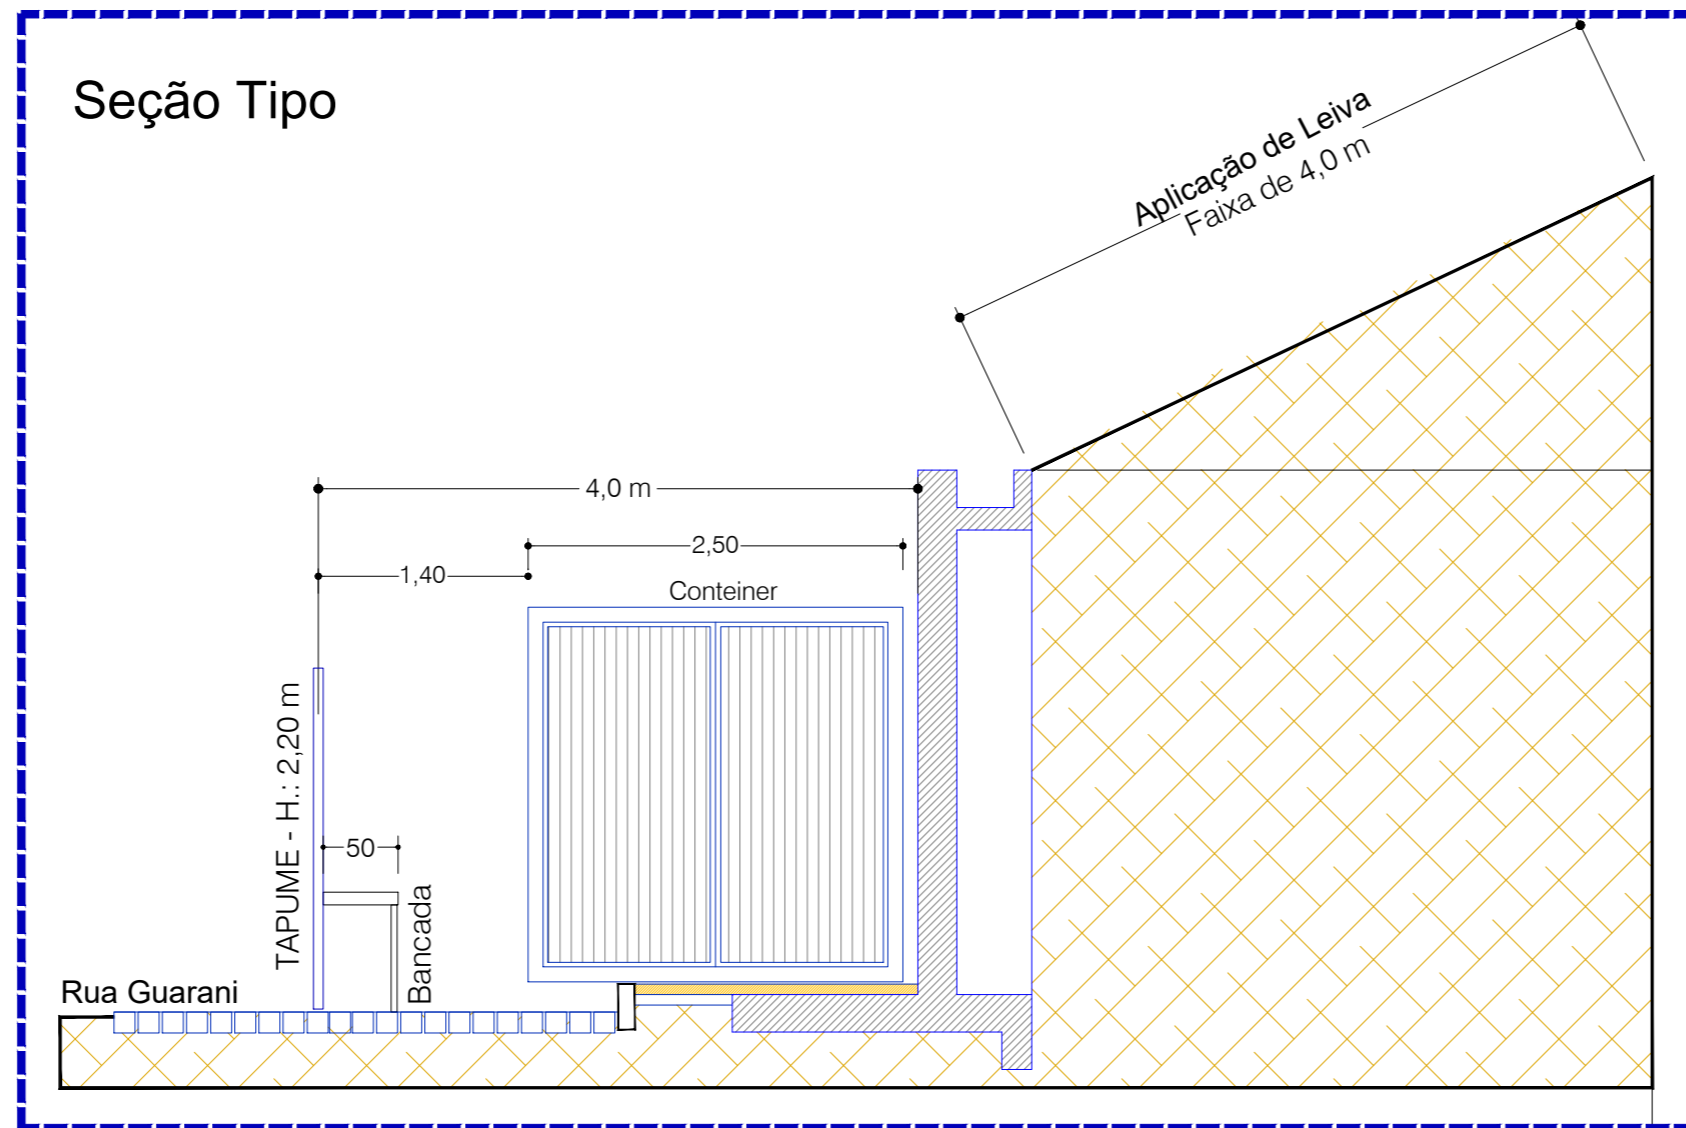 Seção Tipo
Aplicação de Leiva
Faixa de 4,0 m
4,0 m
2,50
1,40
Conteiner
TAPUME - H.: 2,20 m
50
Bancada
Rua Guarani